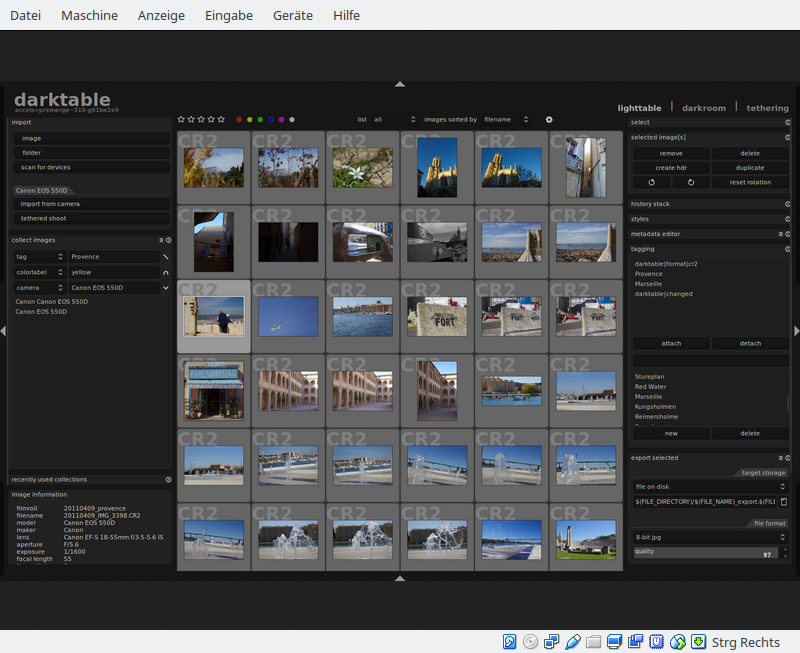 Datei Maschine Anzeige Eingabe Geräte Hilfe
darktable
lighttable | darkroom | tethering
import
image
folder
scan for devices
Canon EOS 550D
import from camera
tethered shoot
collect images
tag Provence
colorlabel yellow
camera Canon EOS 550D
Canon Canon EOS 550D
Canon EOS 550D
recently used collections
image information
filmroll 20110409_provence
filename 20110409_IMG_3398.CR2
model Canon EOS 550D
maker Canon
lens Canon EF-S 18-55mm f/3.5-5.6 IS
aperture F/5.6
exposure 1/1600
focal length 55
list all images sorted by filename
CR2 CR2 CR2 CR2 CR2 CR2
CR2 CR2 CR2 CR2 CR2 CR2
CR2 CR2 CR2 CR2 CR2 CR2
FORT FORT FORT
CR2 CR2 CR2 CR2 CR2 CR2
CR2 CR2 CR2 CR2 CR2 CR2
CR2 CR2 CR2 CR2 CR2 CR2
select
selected image[s]
remove delete
create hdr duplicate
reset rotation
history stack
styles
metadata editor
tagging
darktable|format|cr2
Provence
Marseille
darktable|changed
attach detach
Stureplan
Red Water
Marseille
Kungsholmen
Reimersholme
new delete
export selected
target storage
file on disk
$(FILE_DIRECTORY)/$(FILE_NAME)_export.$(FILE
file format
8-bit jpg
quality 97
Strg Rechts